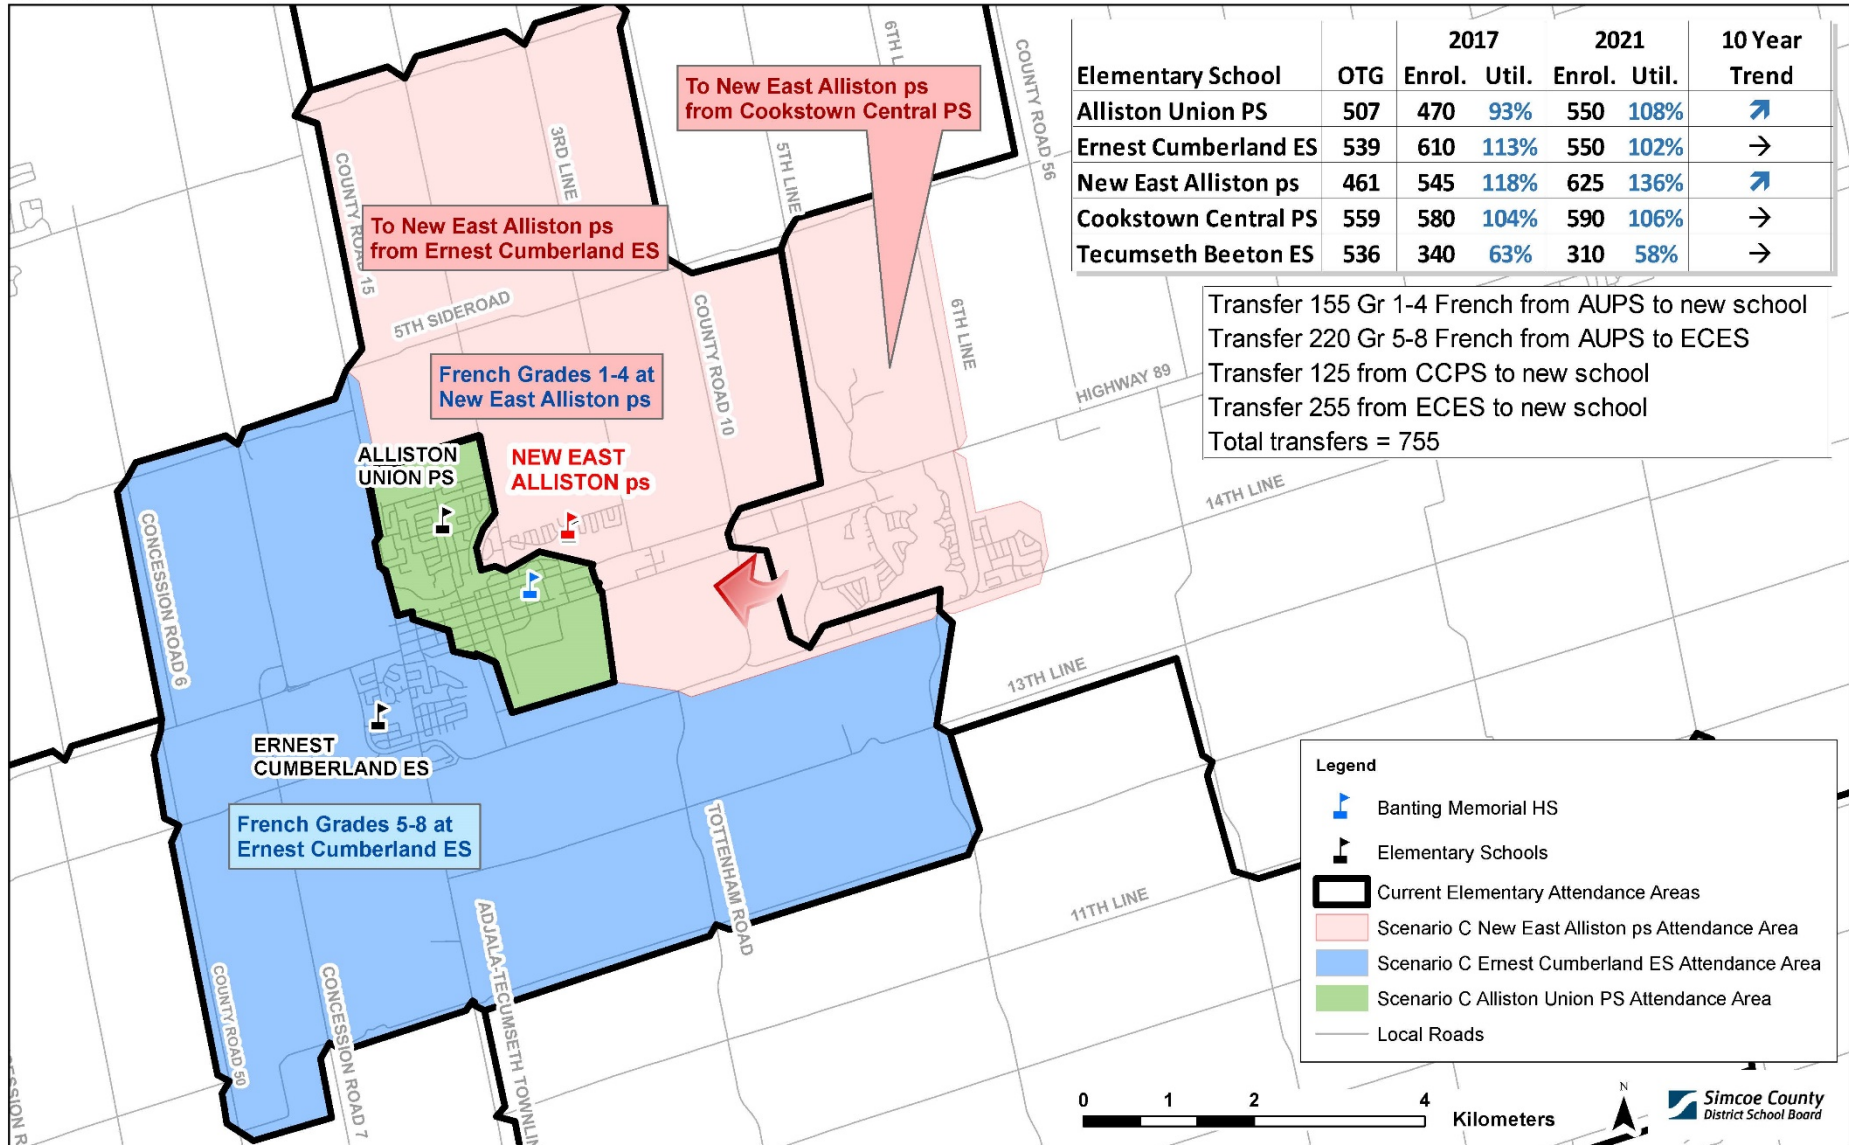 2017 2021 10 Year
Elementary School OTG Enrol. Util. Enrol. Util. Trend
Alliston Union PS 507 470 93% 550 108% ↗
Ernest Cumberland ES 539 610 113% 550 102% →
New East Alliston ps 461 545 118% 625 136% ↗
Cookstown Central PS 559 580 104% 590 106% →
Tecumseth Beeton ES 536 340 63% 310 58% →
Transfer 155 Gr 1-4 French from AUPS to new school
Transfer 220 Gr 5-8 French from AUPS to ECES
Transfer 125 from CCPS to new school
Transfer 255 from ECES to new school
Total transfers = 755
To New East Alliston ps
from Cookstown Central PS
To New East Alliston ps
from Ernest Cumberland ES
French Grades 1-4 at
New East Alliston ps
ALLISTON
UNION PS
NEW EAST
ALLISTON ps
ERNEST
CUMBERLAND ES
French Grades 5-8 at
Ernest Cumberland ES
COUNTY ROAD 15
3RD LINE
5TH LINE
6TH L
COUNTY ROAD 56
5TH SIDEROAD
COUNTY ROAD 10
6TH LINE
HIGHWAY 89
14TH LINE
13TH LINE
11TH LINE
CONCESSION ROAD 6
TOTTENHAM ROAD
COUNTY ROAD 50
CONCESSION ROAD 7
ADJALA-TECUMSETH TOWNLIN
CESSION R
Legend
Banting Memorial HS
Elementary Schools
Current Elementary Attendance Areas
Scenario C New East Alliston ps Attendance Area
Scenario C Ernest Cumberland ES Attendance Area
Scenario C Alliston Union PS Attendance Area
Local Roads
0 1 2 4
Kilometers
N
Simcoe County
District School Board